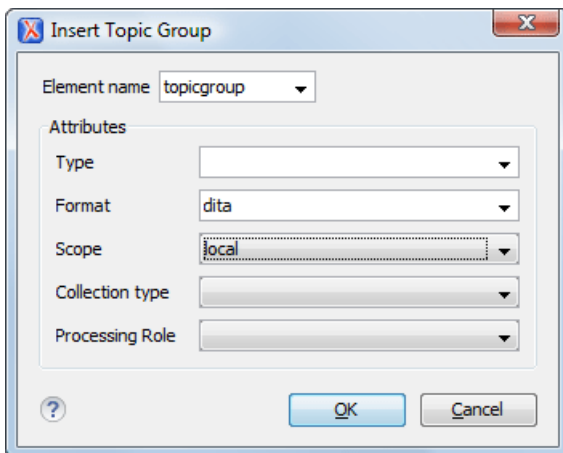 Insert Topic Group
Element name topicgroup
Attributes
Type
Format dita
Scope local
Collection type
Processing Role
? OK Cancel